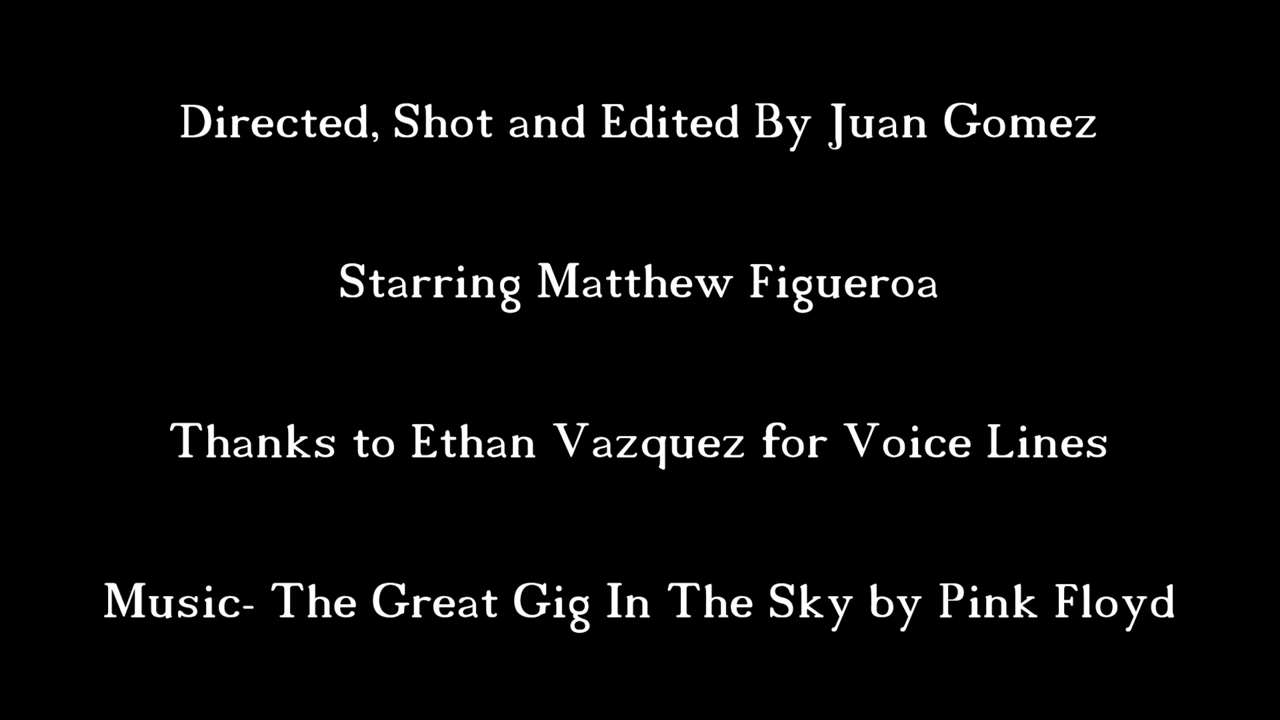 Directed, Shot and Edited By Juan Gomez
Starring Matthew Figueroa
Thanks to Ethan Vazquez for Voice Lines
Music- The Great Gig In The Sky by Pink Floyd